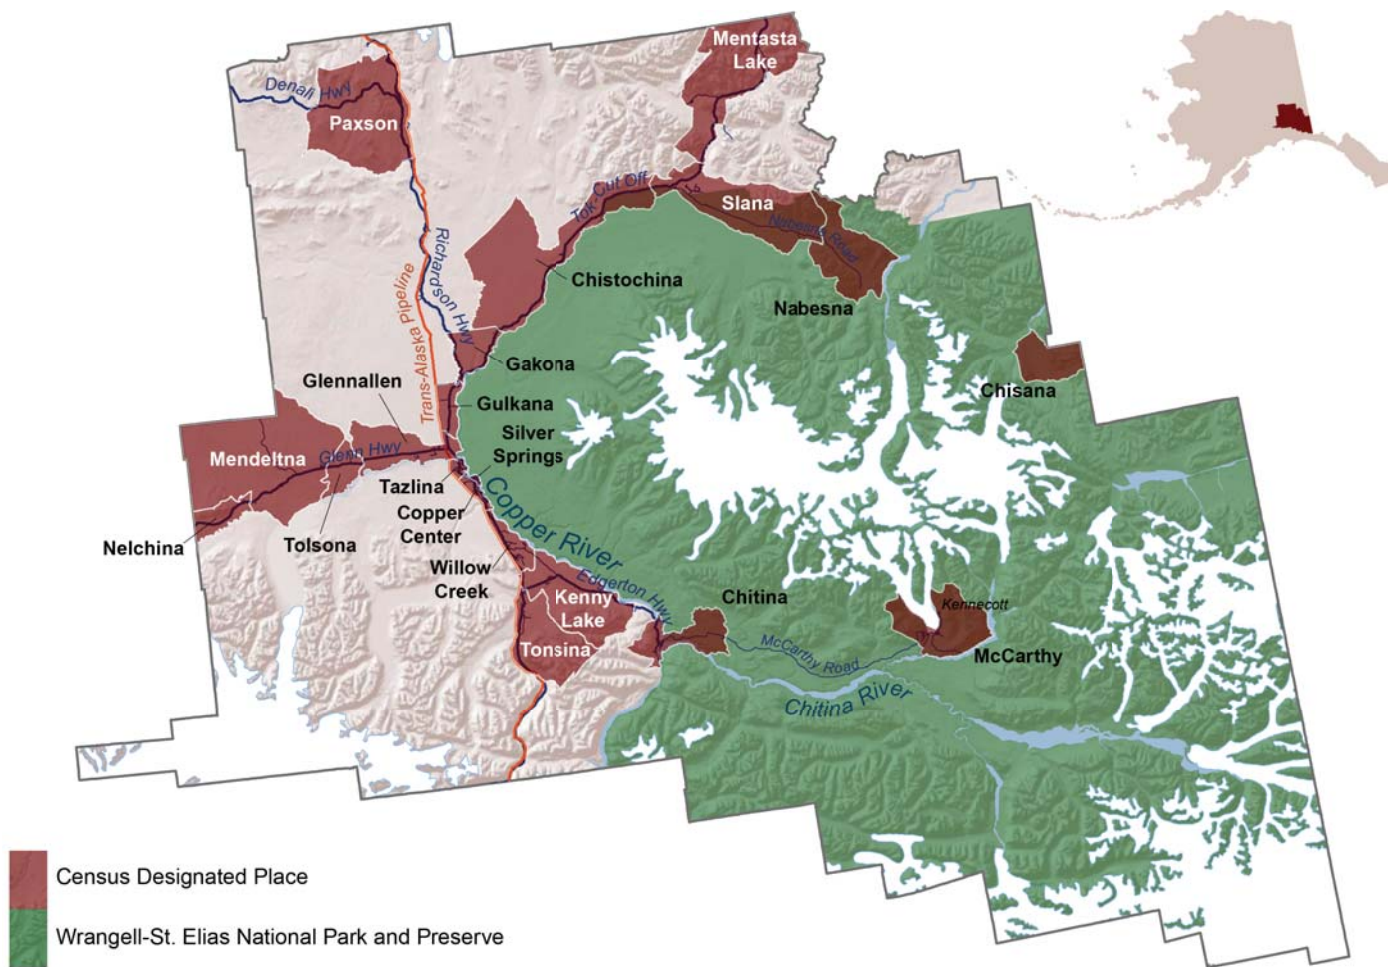 Mentasta
Lake
Denali Hwy
Paxson
Tok-Cut Off
Slana
Nabesna Road
Richardson Hwy
Chistochina
Nabesna
Trans-Alaska Pipeline
Gakona
Glennallen
Chisana
Gulkana
Silver
Springs
Mendeltna
Glenn Hwy
Tazlina
Copper River
Copper
Center
Nelchina
Tolsona
Willow
Creek
Edgerton Hwy
Kenny
Lake
Chitina
Kennecott
Tonsina
McCarthy Road
McCarthy
Chitina River
Census Designated Place
Wrangell-St. Elias National Park and Preserve